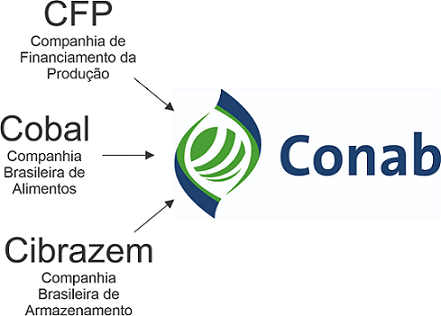 CFP
Companhia de
Financiamento da
Produção
Cobal
Companhia
Brasileira de
Alimentos
Conab
Cibrazem
Companhia
Brasileira de
Armazenamento